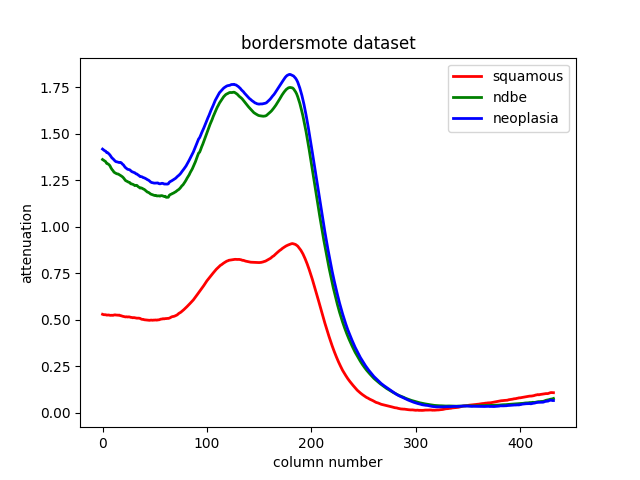 bordersmote dataset
squamous
ndbe
neoplasia
attenuation
1.75
1.50
1.25
1.00
0.75
0.50
0.25
0.00
0 100 200 300 400
column number